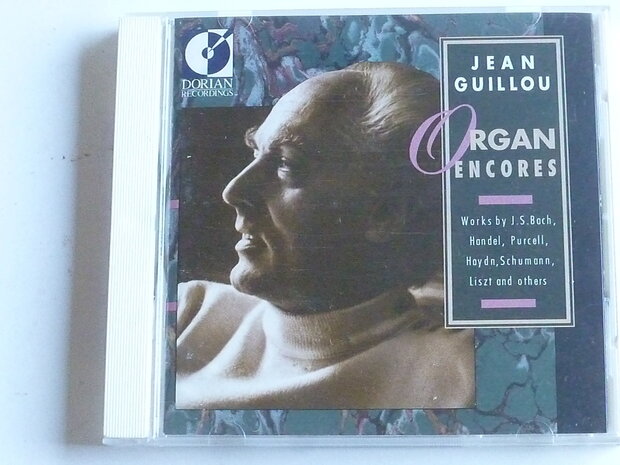 DORIAN
RECORDINGS
JEAN
GUILLOU
ORGAN
ENCORES
Works by J.S.Bach,
Handel, Purcell,
Haydn,Schumann,
Liszt and others